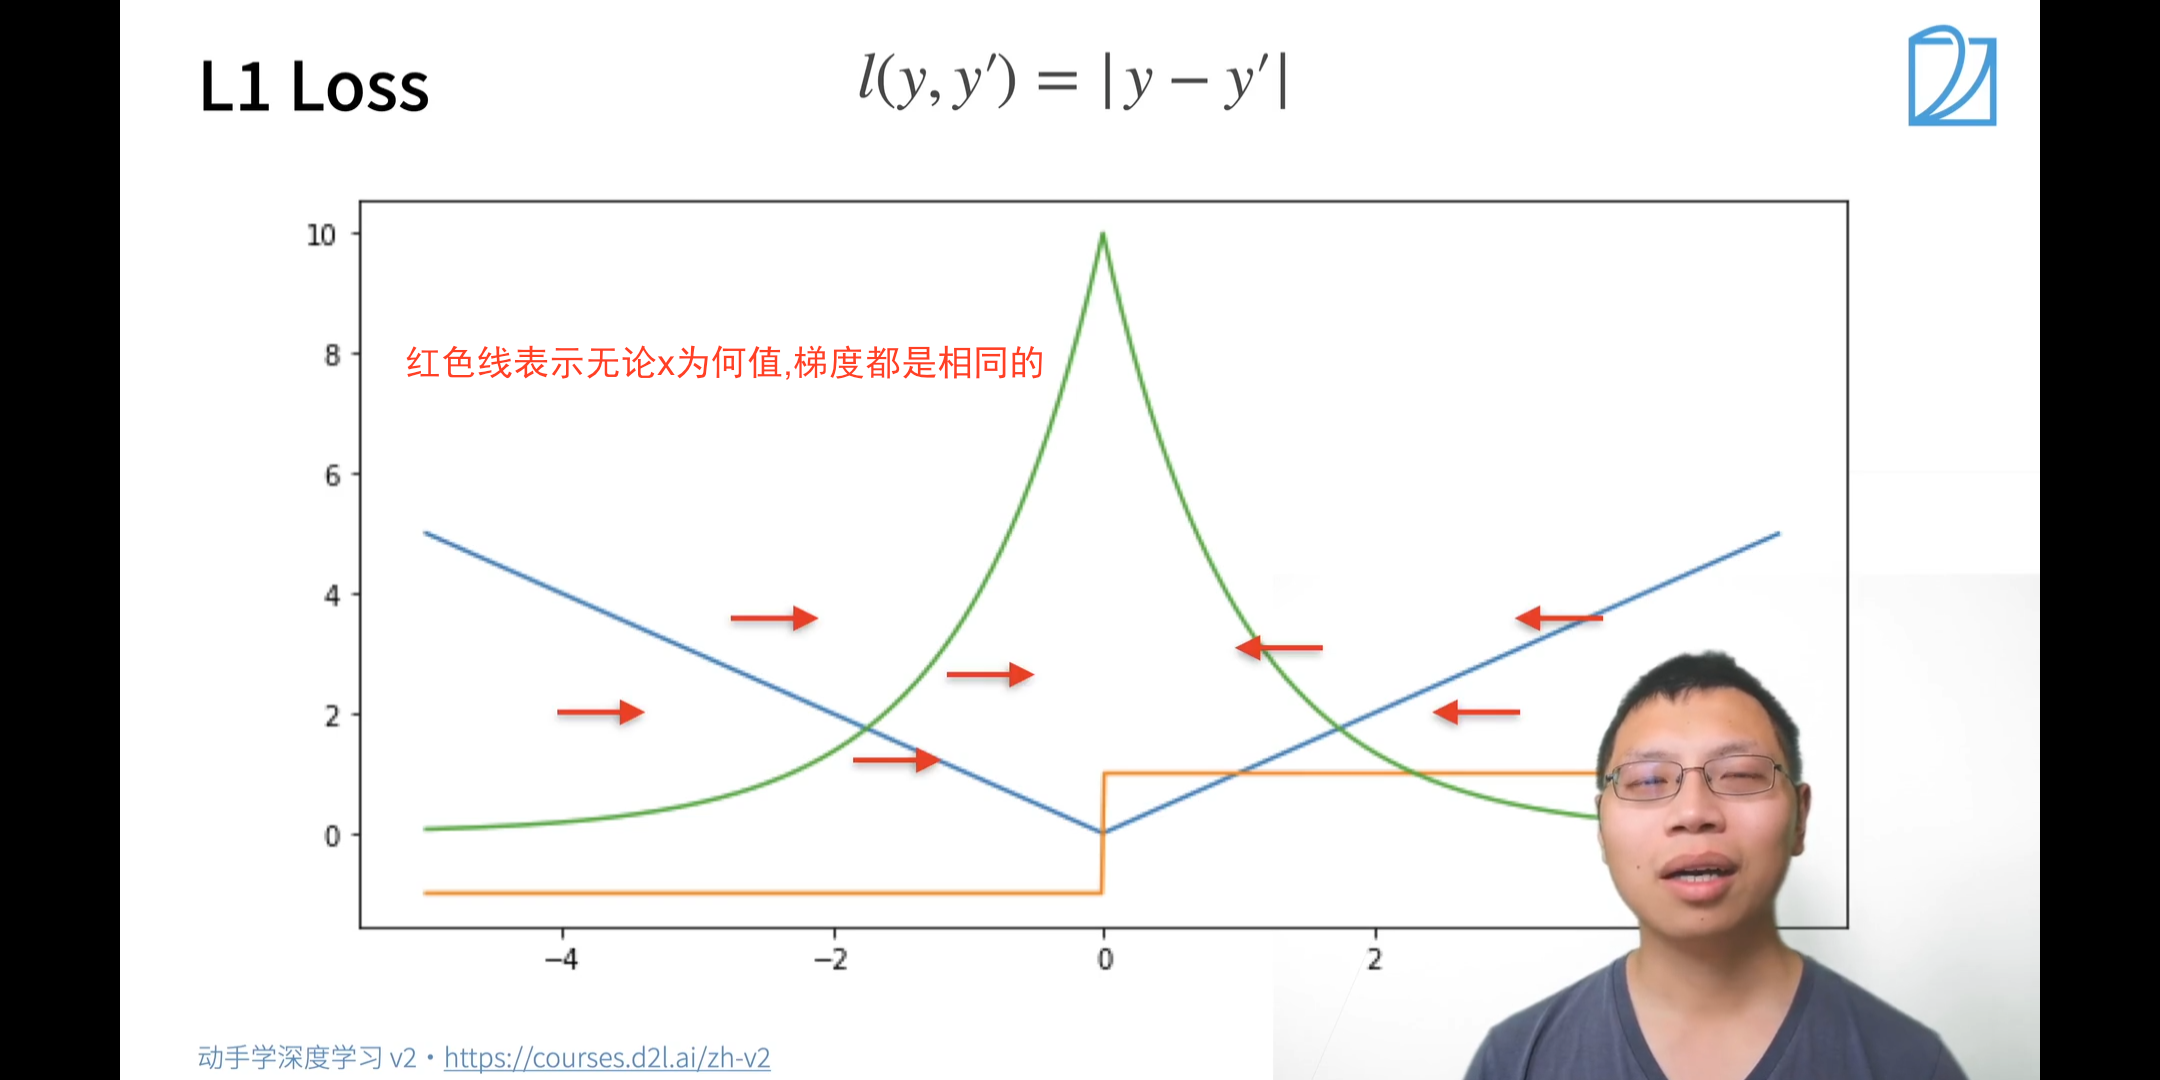 L1 Loss
l(y, y′) = | y − y′ |
10
8
红色线表示无论x为何值,梯度都是相同的
6
4
2
0
−4
−2
0
2
动手学深度学习 v2 · https://courses.d2l.ai/zh-v2